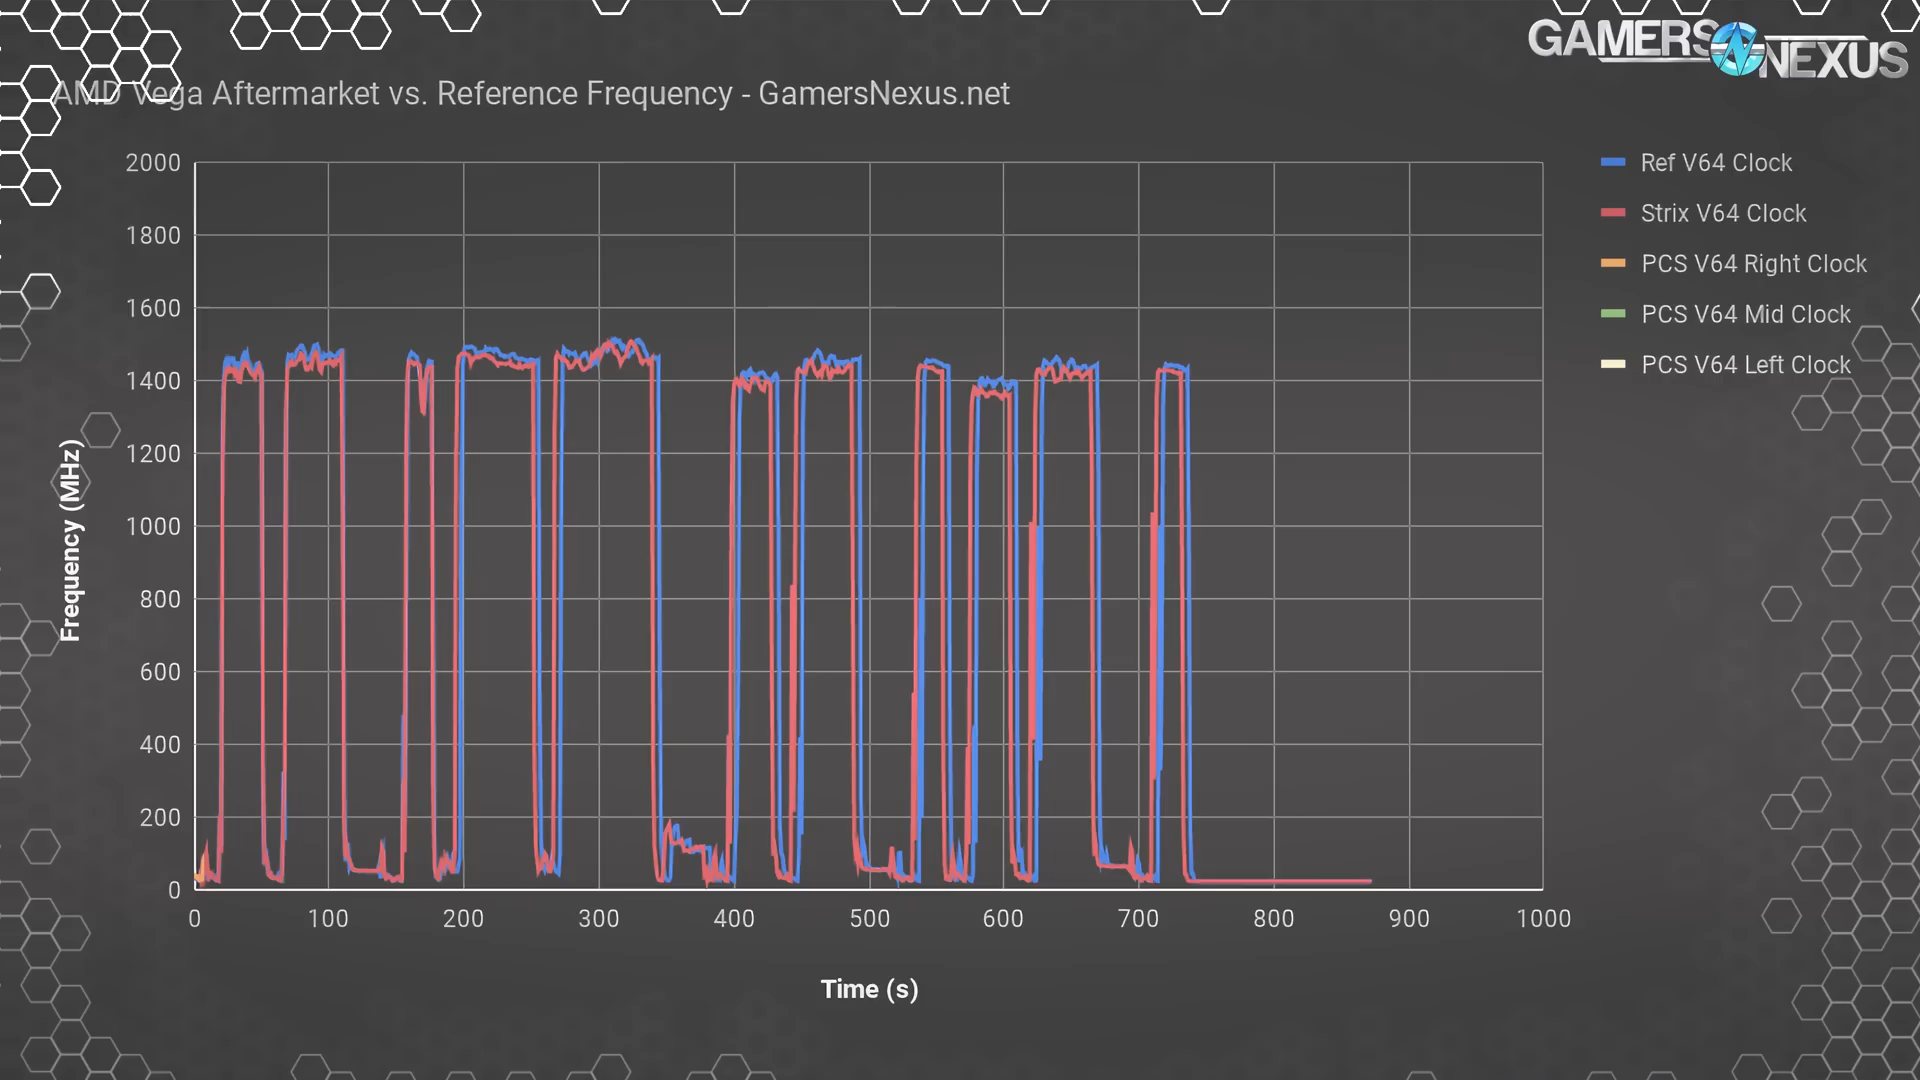 GAMERS NEXUS
AMD Vega Aftermarket vs. Reference Frequency - GamersNexus.net
2000
1800
1600
1400
1200
1000
800
600
400
200
0
Frequency (MHz)
0 100 200 300 400 500 600 700 800 900 1000
Time (s)
Ref V64 Clock
Strix V64 Clock
PCS V64 Right Clock
PCS V64 Mid Clock
PCS V64 Left Clock